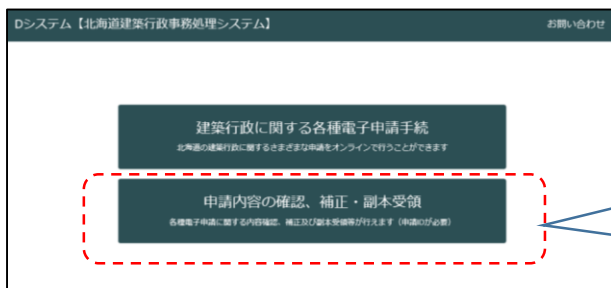 Dシステム【北海道建築行政事務処理システム】
お問い合わせ
建築行政に関する各種電子申請手続
北海道の建築行政に関するさまざまな申請をオンラインで行うことができます
申請内容の確認、補正・副本受領
各種電子申請に関する内容確認、補正及び副本受領等が行えます（申請IDが必要）